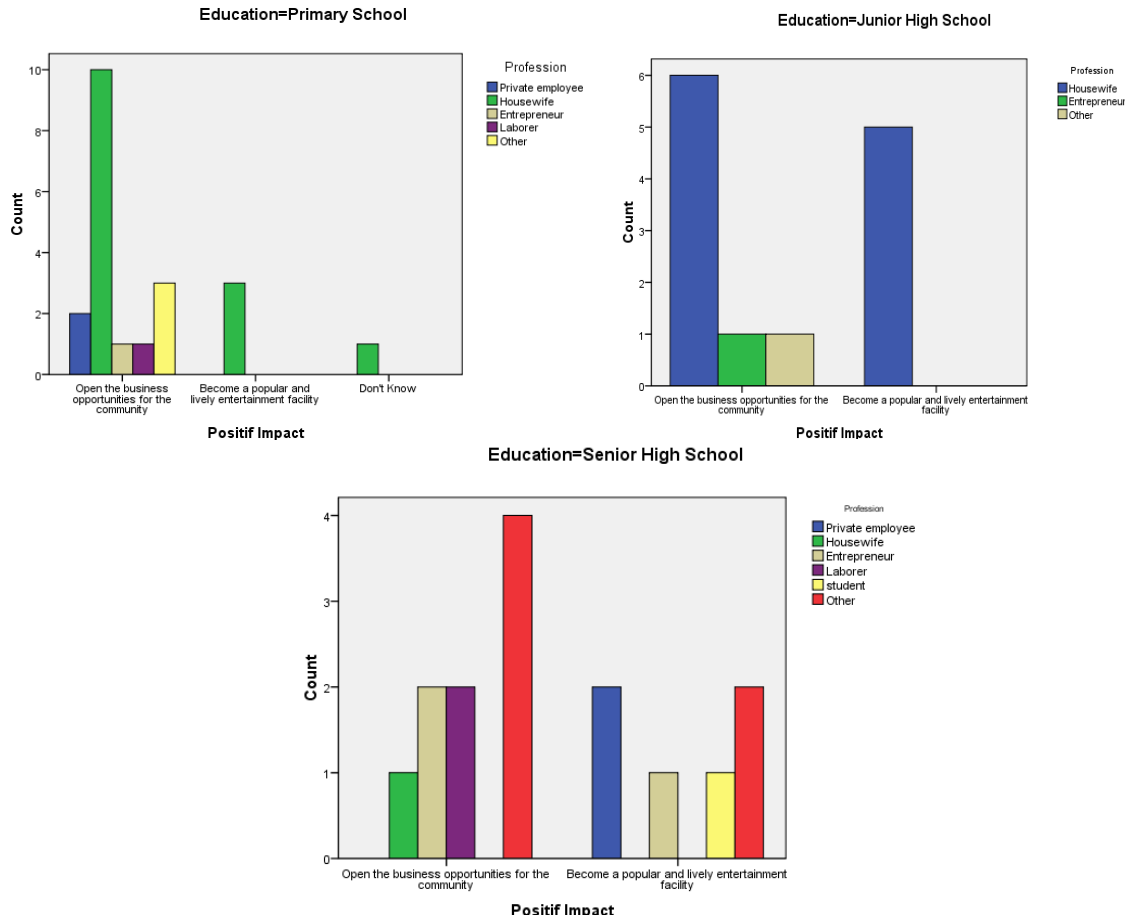 Education=Primary School
Count
10
8
6
4
2
0
Open the business
opportunities for the
community
Become a popular and
lively entertainment facility
Don't Know
Positif Impact
Profession
Private employee
Housewife
Entrepreneur
Laborer
Other
Education=Junior High School
Count
6
5
4
3
2
1
0
Open the business opportunities for the
community
Become a popular and lively entertainment
facility
Positif Impact
Profession
Housewife
Entrepreneur
Other
Education=Senior High School
Count
4
3
2
1
0
Open the business opportunities for the
community
Become a popular and lively entertainment
facility
Positif Impact
Profession
Private employee
Housewife
Entrepreneur
Laborer
student
Other